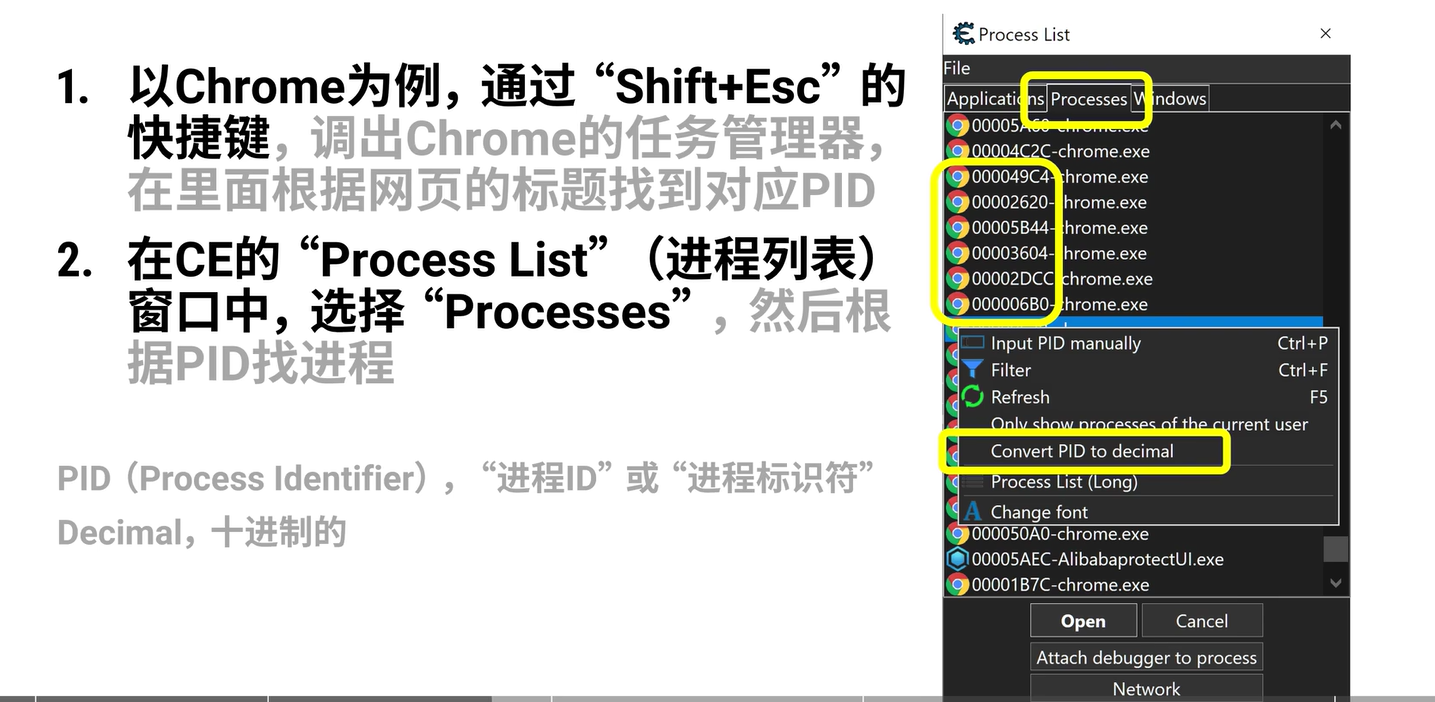 1. 以Chrome为例，通过“Shift+Esc”的
快捷键，调出Chrome的任务管理器，
在里面根据网页的标题找到对应PID
2. 在CE的“Process List”（进程列表）
窗口中，选择“Processes”，然后根
据PID找进程
PID（Process Identifier），“进程ID”或“进程标识符”
Decimal，十进制的
Process List
File
Applications Processes Windows
00005A60-chrome.exe
00004C2C-chrome.exe
000049C4-chrome.exe
00002620-chrome.exe
00005B44-chrome.exe
00003604-chrome.exe
00002DCC-chrome.exe
000006B0-chrome.exe
Input PID manually Ctrl+P
Filter Ctrl+F
Refresh F5
Only show processes of the current user
Convert PID to decimal
Process List (Long)
Change font
000050A0-chrome.exe
00005AEC-AlibabaprotectUI.exe
00001B7C-chrome.exe
Open Cancel
Attach debugger to process
Network